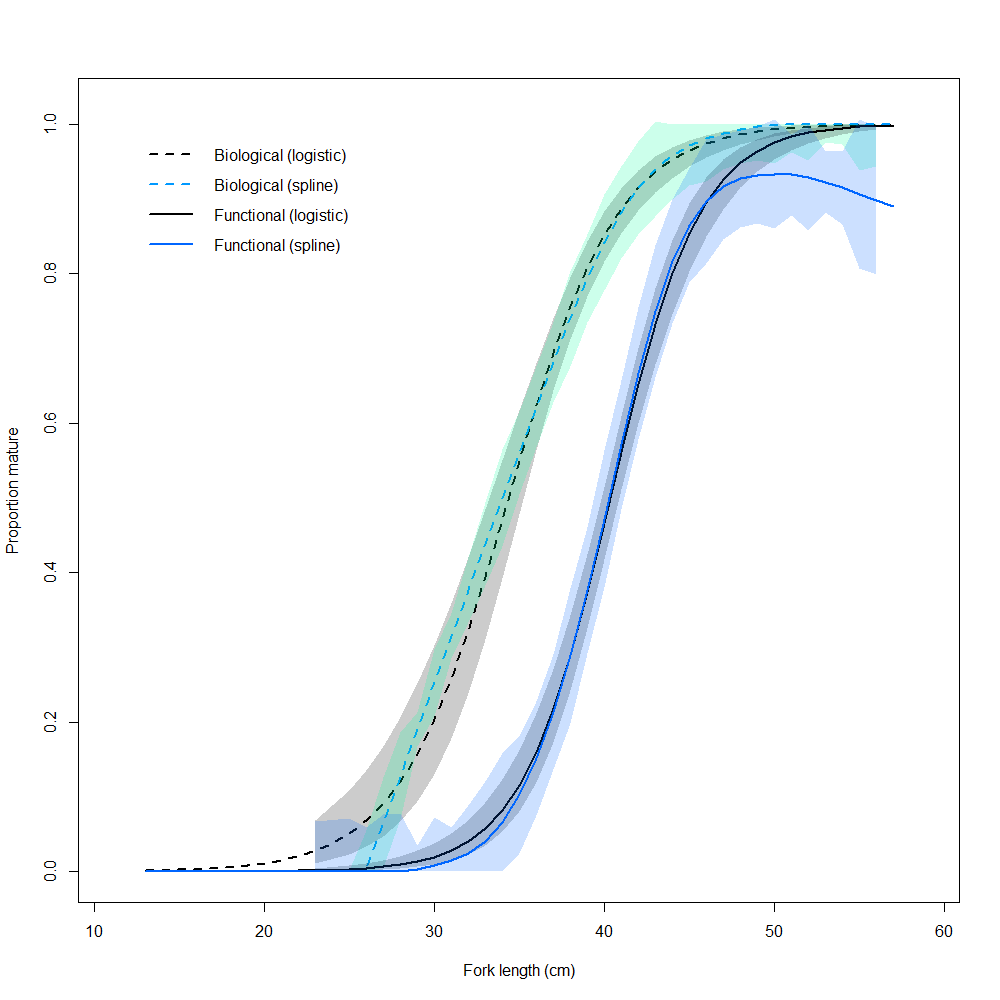 Biological (logistic)
Biological (spline)
Functional (logistic)
Functional (spline)
Proportion mature
1.0
0.8
0.6
0.4
0.2
0.0
10 20 30 40 50 60
Fork length (cm)